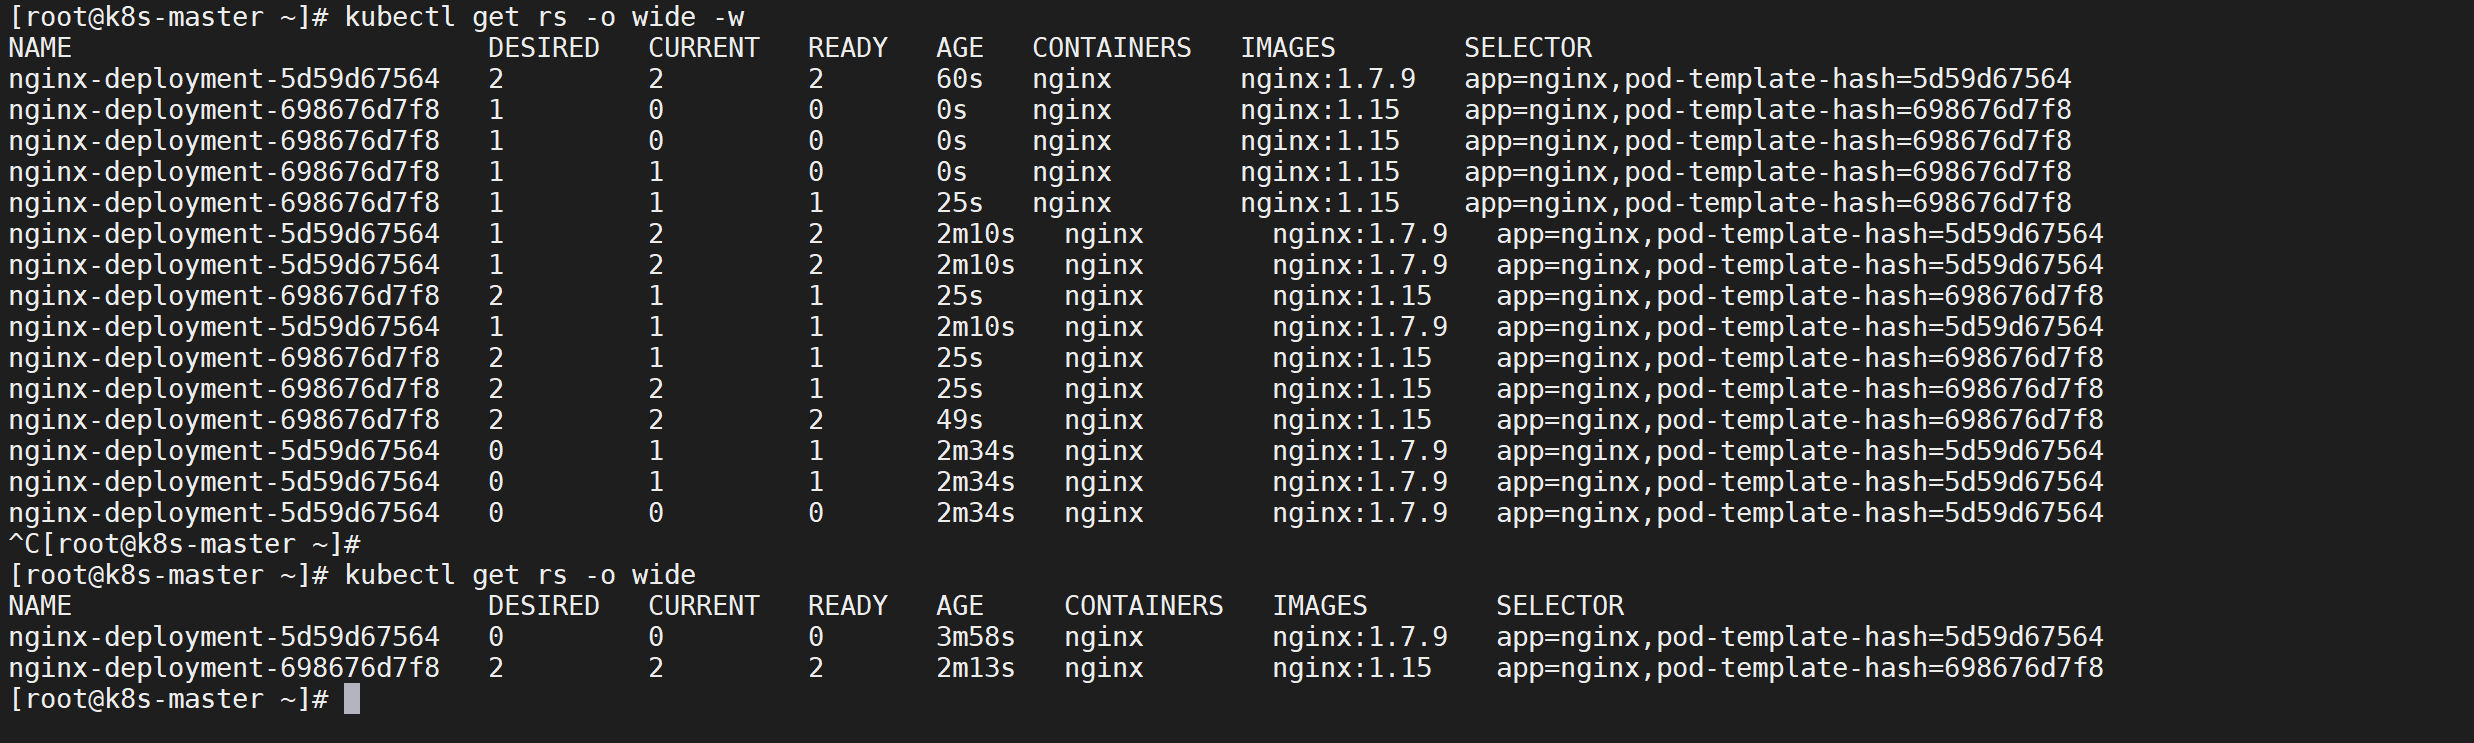 [root@k8s-master ~]# kubectl get rs -o wide -w
NAME                          DESIRED   CURRENT   READY   AGE   CONTAINERS   IMAGES        SELECTOR
nginx-deployment-5d59d67564   2         2         2       60s   nginx        nginx:1.7.9   app=nginx,pod-template-hash=5d59d67564
nginx-deployment-698676d7f8   1         0         0       0s    nginx        nginx:1.15    app=nginx,pod-template-hash=698676d7f8
nginx-deployment-698676d7f8   1         0         0       0s    nginx        nginx:1.15    app=nginx,pod-template-hash=698676d7f8
nginx-deployment-698676d7f8   1         1         0       0s    nginx        nginx:1.15    app=nginx,pod-template-hash=698676d7f8
nginx-deployment-698676d7f8   1         1         1       25s   nginx        nginx:1.15    app=nginx,pod-template-hash=698676d7f8
nginx-deployment-5d59d67564   1         2         2       2m10s   nginx        nginx:1.7.9   app=nginx,pod-template-hash=5d59d67564
nginx-deployment-5d59d67564   1         2         2       2m10s   nginx        nginx:1.7.9   app=nginx,pod-template-hash=5d59d67564
nginx-deployment-698676d7f8   2         1         1       25s     nginx        nginx:1.15    app=nginx,pod-template-hash=698676d7f8
nginx-deployment-5d59d67564   1         1         1       2m10s   nginx        nginx:1.7.9   app=nginx,pod-template-hash=5d59d67564
nginx-deployment-698676d7f8   2         1         1       25s     nginx        nginx:1.15    app=nginx,pod-template-hash=698676d7f8
nginx-deployment-698676d7f8   2         2         1       25s     nginx        nginx:1.15    app=nginx,pod-template-hash=698676d7f8
nginx-deployment-698676d7f8   2         2         2       49s     nginx        nginx:1.15    app=nginx,pod-template-hash=698676d7f8
nginx-deployment-5d59d67564   0         1         1       2m34s   nginx        nginx:1.7.9   app=nginx,pod-template-hash=5d59d67564
nginx-deployment-5d59d67564   0         1         1       2m34s   nginx        nginx:1.7.9   app=nginx,pod-template-hash=5d59d67564
nginx-deployment-5d59d67564   0         0         0       2m34s   nginx        nginx:1.7.9   app=nginx,pod-template-hash=5d59d67564
^C[root@k8s-master ~]#
[root@k8s-master ~]# kubectl get rs -o wide
NAME                          DESIRED   CURRENT   READY   AGE     CONTAINERS   IMAGES        SELECTOR
nginx-deployment-5d59d67564   0         0         0       3m58s   nginx        nginx:1.7.9   app=nginx,pod-template-hash=5d59d67564
nginx-deployment-698676d7f8   2         2         2       2m13s   nginx        nginx:1.15    app=nginx,pod-template-hash=698676d7f8
[root@k8s-master ~]#